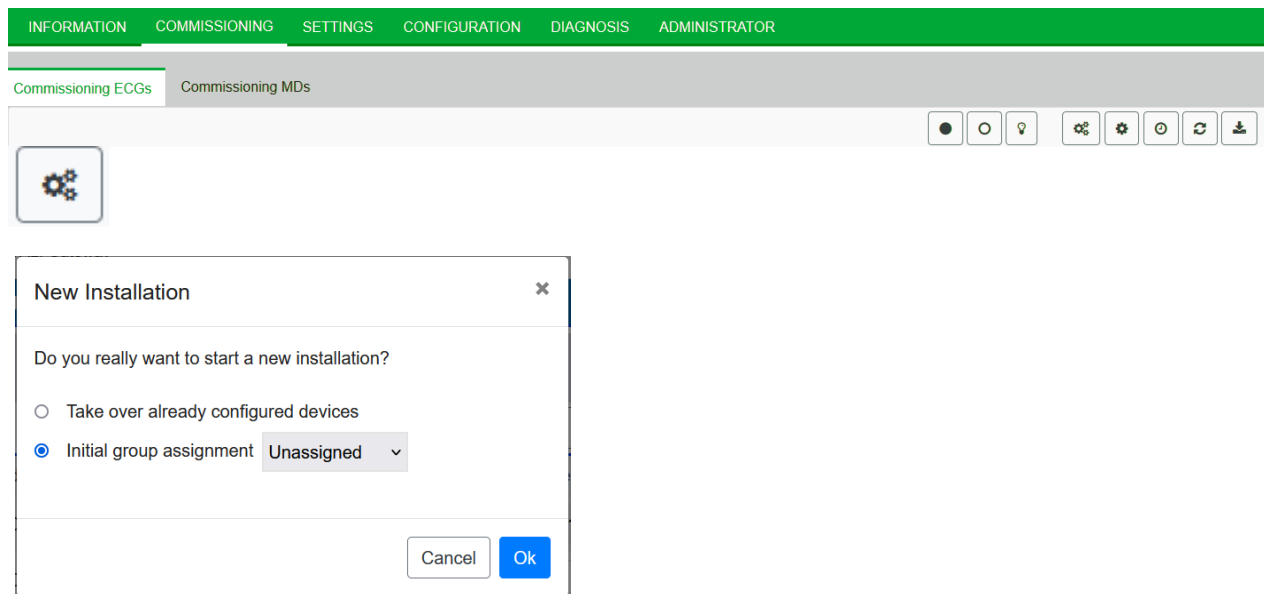 INFORMATION COMMISSIONING SETTINGS CONFIGURATION DIAGNOSIS ADMINISTRATOR
Commissioning ECGs Commissioning MDs
New Installation
Do you really want to start a new installation?
Take over already configured devices
Initial group assignment Unassigned
Cancel Ok